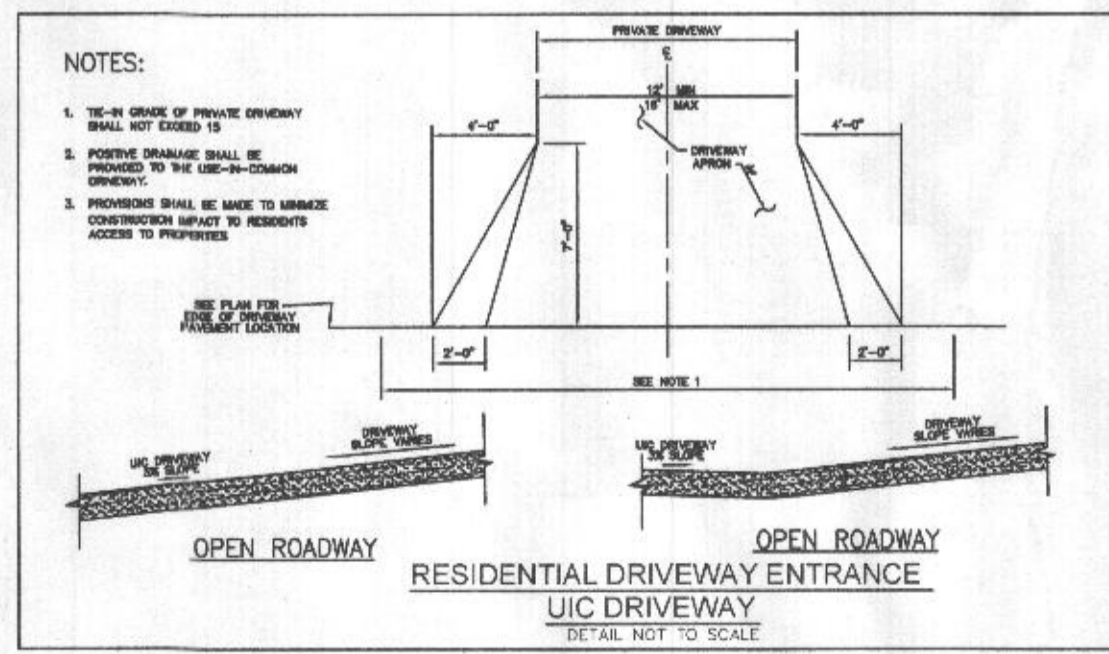 PRIVATE DRIVEWAY
NOTES:
1. TIE-IN GRADE OF PRIVATE DRIVEWAY
SHALL NOT EXCEED 15
2. POSITIVE DRAINAGE SHALL BE
PROVIDED TO THE USE-IN-COMMON
DRIVEWAY.
3. PROVISIONS SHALL BE MADE TO MINIMIZE
CONSTRUCTION IMPACT TO RESIDENTS
ACCESS TO PROPERTIES
℄
12' MIN
MAX
4'-0"
4'-0"
DRIVEWAY
APRON
SEE PLAN FOR
EDGE OF DRIVEWAY
PAVEMENT LOCATION
2'-0"
2'-0"
SEE NOTE 1
UIC DRIVEWAY
3% SLOPE
DRIVEWAY
SLOPE VARIES
UIC DRIVEWAY
3% SLOPE
DRIVEWAY
SLOPE VARIES
OPEN ROADWAY
OPEN ROADWAY
RESIDENTIAL DRIVEWAY ENTRANCE
UIC DRIVEWAY
DETAIL NOT TO SCALE